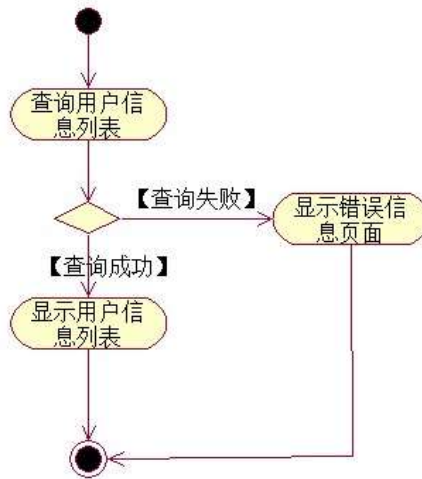 查询用户信
息列表
【查询失败】
显示错误信
息页面
【查询成功】
显示用户信
息列表